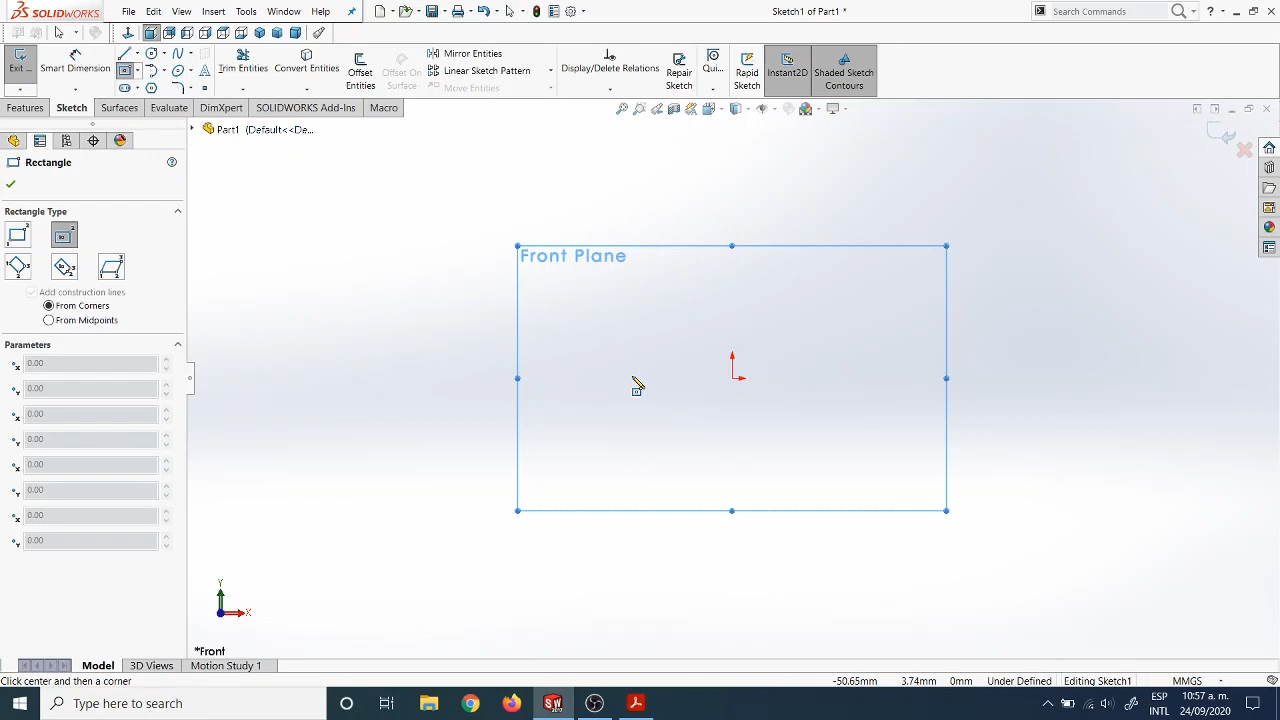 SOLIDWORKS File Edit View Insert Tools Window Help Sketch1 of Part1 * Search Commands ?
Exit ... Smart Dimension Trim Entities Convert Entities Offset Entities Offset On Surface Mirror Entities Linear Sketch Pattern Move Entities Display/Delete Relations Repair Sketch Qui... Rapid Sketch Instant2D Shaded Sketch Contours
Features Sketch Surfaces Evaluate DimXpert SOLIDWORKS Add-Ins Macro
Part1 (Default<<De...
Rectangle
Rectangle Type
Add construction lines
From Corners
From Midpoints
Parameters
0.00
0.00
0.00
0.00
0.00
0.00
0.00
0.00
Front Plane
Y
X
*Front
Model 3D Views Motion Study 1
Click center and then a corner -50.65mm 3.74mm 0mm Under Defined Editing Sketch1 MMGS
Type here to search ESP INTL 10:57 a. m. 24/09/2020